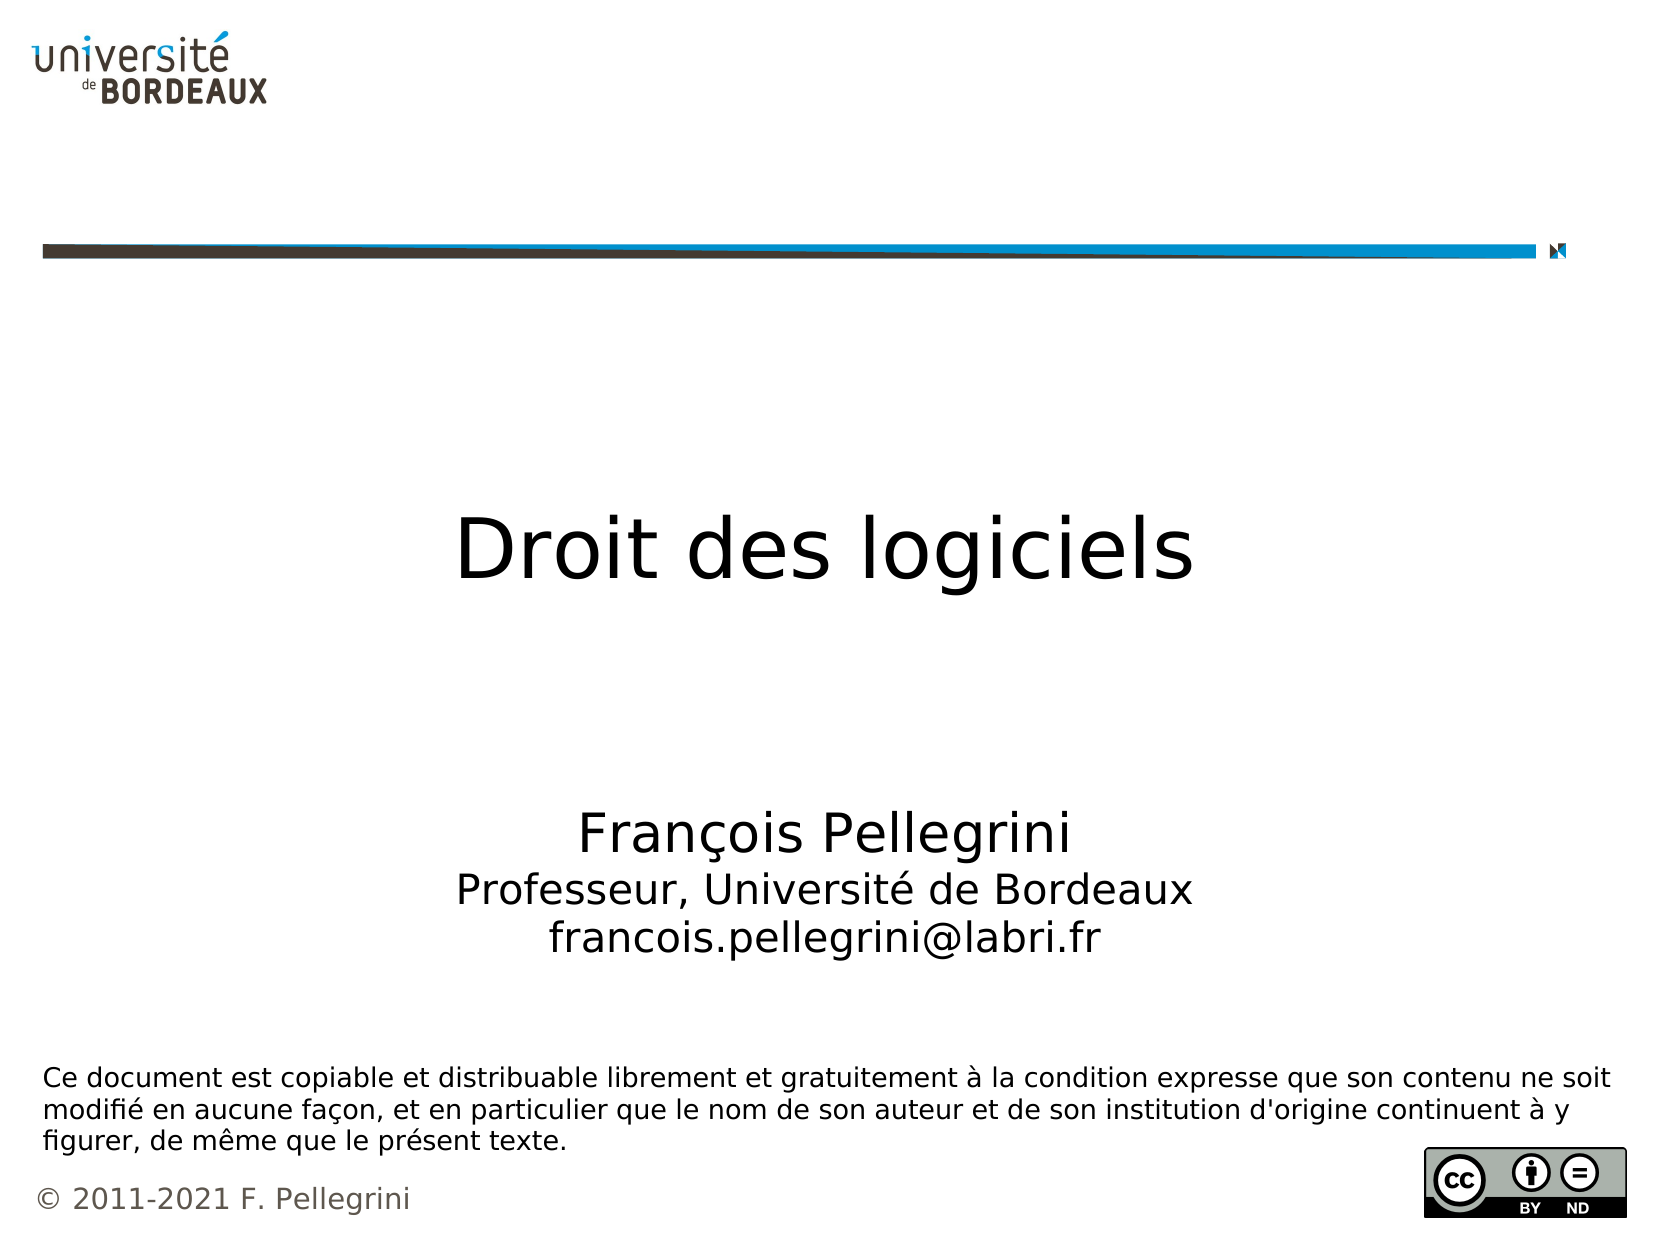 université
de BORDEAUX
Droit des logiciels
François Pellegrini
Professeur, Université de Bordeaux
francois.pellegrini@labri.fr
Ce document est copiable et distribuable librement et gratuitement à la condition expresse que son contenu ne soit
modifié en aucune façon, et en particulier que le nom de son auteur et de son institution d'origine continuent à y
figurer, de même que le présent texte.
© 2011-2021 F. Pellegrini
cc
BY ND